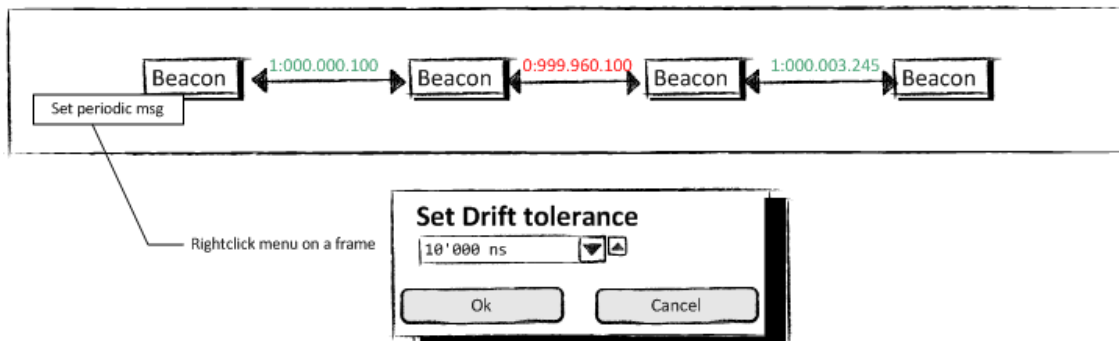 1:000.000.100 0:999.960.100 1:000.003.245
Beacon Beacon Beacon Beacon
Set periodic msg
Set Drift tolerance
Rightclick menu on a frame
10'000 ns
Ok Cancel